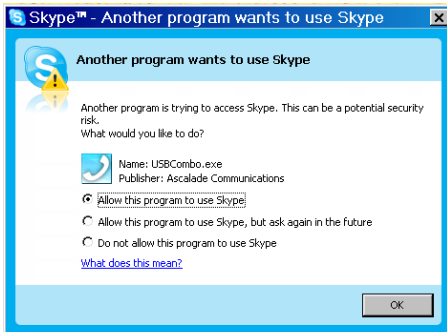 Skype™ - Another program wants to use Skype
Another program wants to use Skype
Another program is trying to access Skype. This can be a potential security
risk.
What would you like to do?
Name: USBCombo.exe
Publisher: Ascalade Communications
Allow this program to use Skype
Allow this program to use Skype, but ask again in the future
Do not allow this program to use Skype
What does this mean?
OK